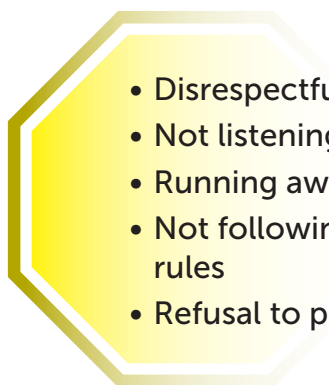 • Disrespectfu
• Not listening
• Running aw
• Not followin
rules
• Refusal to p